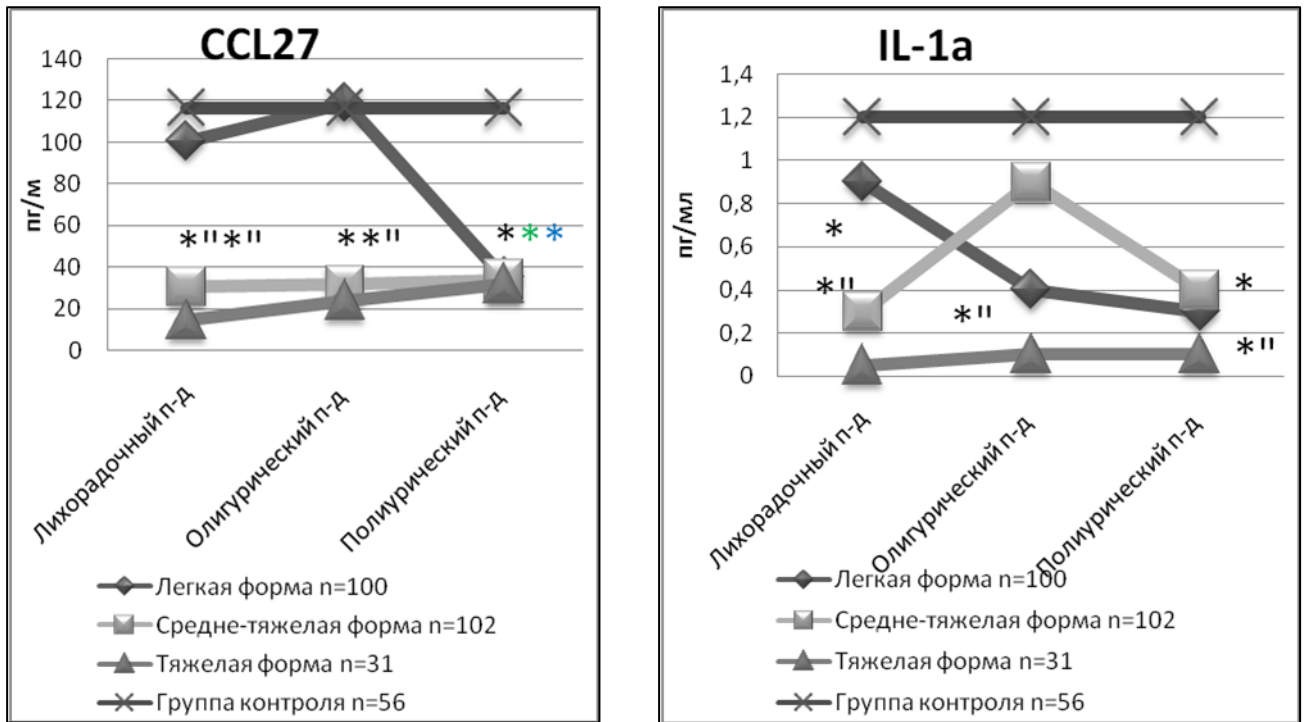 CCL27
140
120
100
80
60
40
20
0
пг/м
*"*"
**"
***
Лихорадочный п-д
Олигурический п-д
Полиурический п-д
Легкая форма n=100
Средне-тяжелая форма n=102
Тяжелая форма n=31
Группа контроля n=56
IL-1a
1,4
1,2
1
0,8
0,6
0,4
0,2
0
пг/мл
*
*"
*"
*
*"
Лихорадочный п-д
Олигурический п-д
Полиурический п-д
Легкая форма n=100
Средне-тяжелая форма n=102
Тяжелая форма n=31
Группа контроля n=56